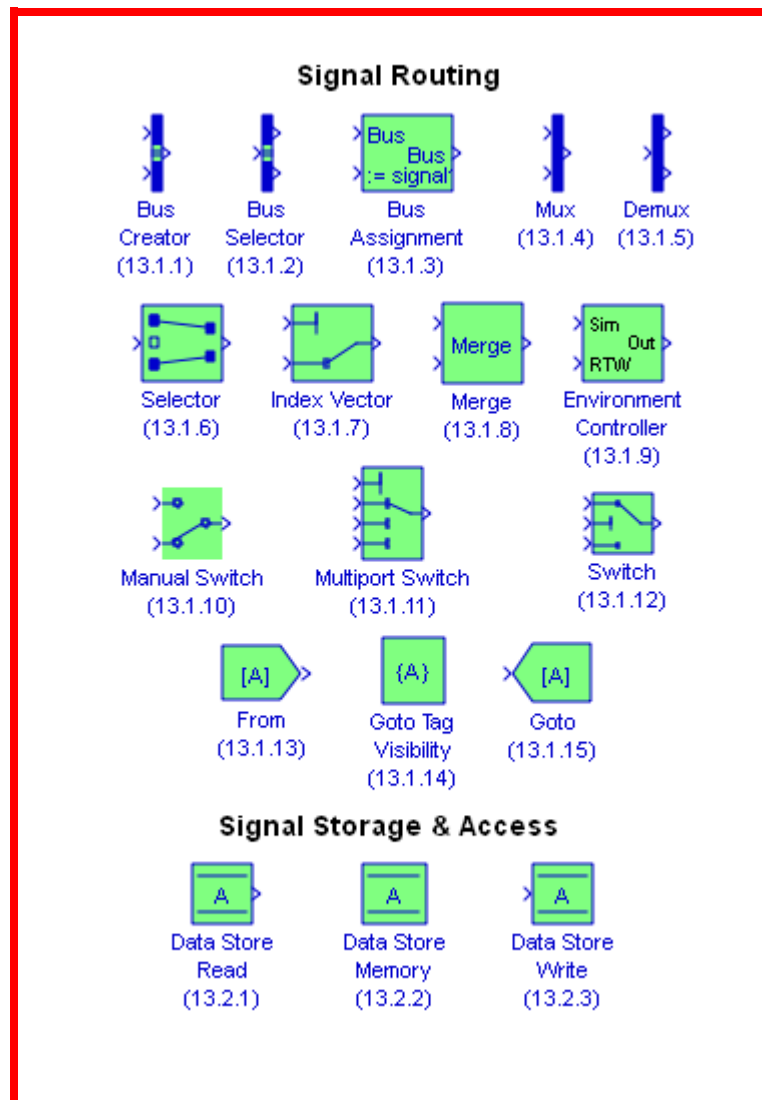 Signal Routing
Bus
Bus
:= signal1
Bus
Creator
(13.1.1)
Bus
Selector
(13.1.2)
Bus
Assignment
(13.1.3)
Mux
(13.1.4)
Demux
(13.1.5)
Selector
(13.1.6)
Index Vector
(13.1.7)
Merge
Merge
(13.1.8)
Sim
Out
RTW
Environment
Controller
(13.1.9)
Manual Switch
(13.1.10)
Multiport Switch
(13.1.11)
Switch
(13.1.12)
[A]
From
(13.1.13)
{A}
Goto Tag
Visibility
(13.1.14)
[A]
Goto
(13.1.15)
Signal Storage & Access
A
Data Store
Read
(13.2.1)
A
Data Store
Memory
(13.2.2)
A
Data Store
Write
(13.2.3)